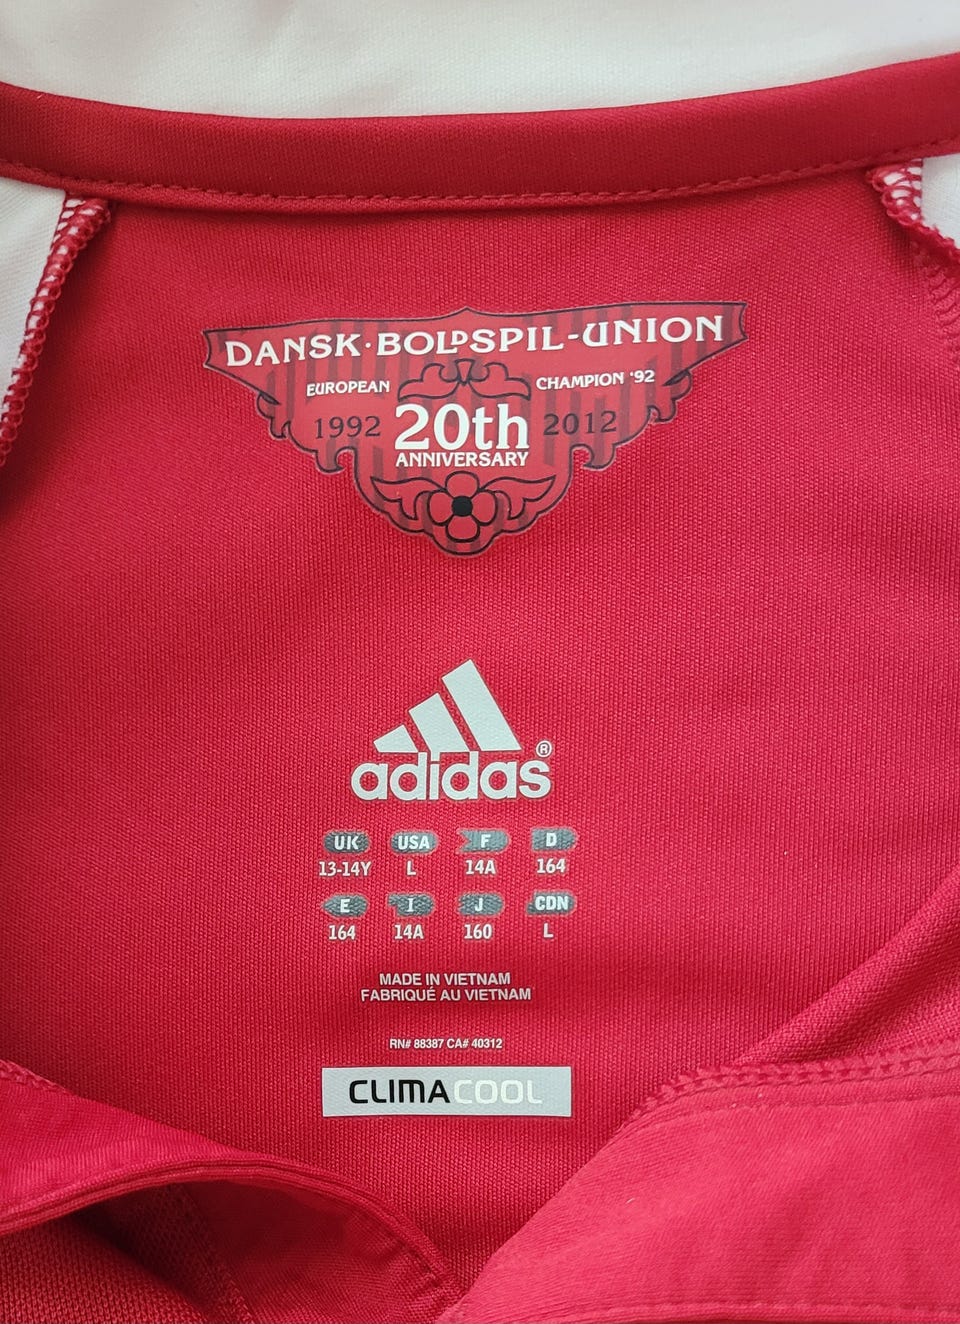 DANSK·BOLDSPIL-UNION
EUROPEAN CHAMPION '92
1992 20th 2012
ANNIVERSARY
adidas®
UK USA F D
13-14Y L 14A 164
E I J CDN
164 14A 160 L
MADE IN VIETNAM
FABRIQUÉ AU VIETNAM
RN# 88387 CA# 40312
CLIMACOOL